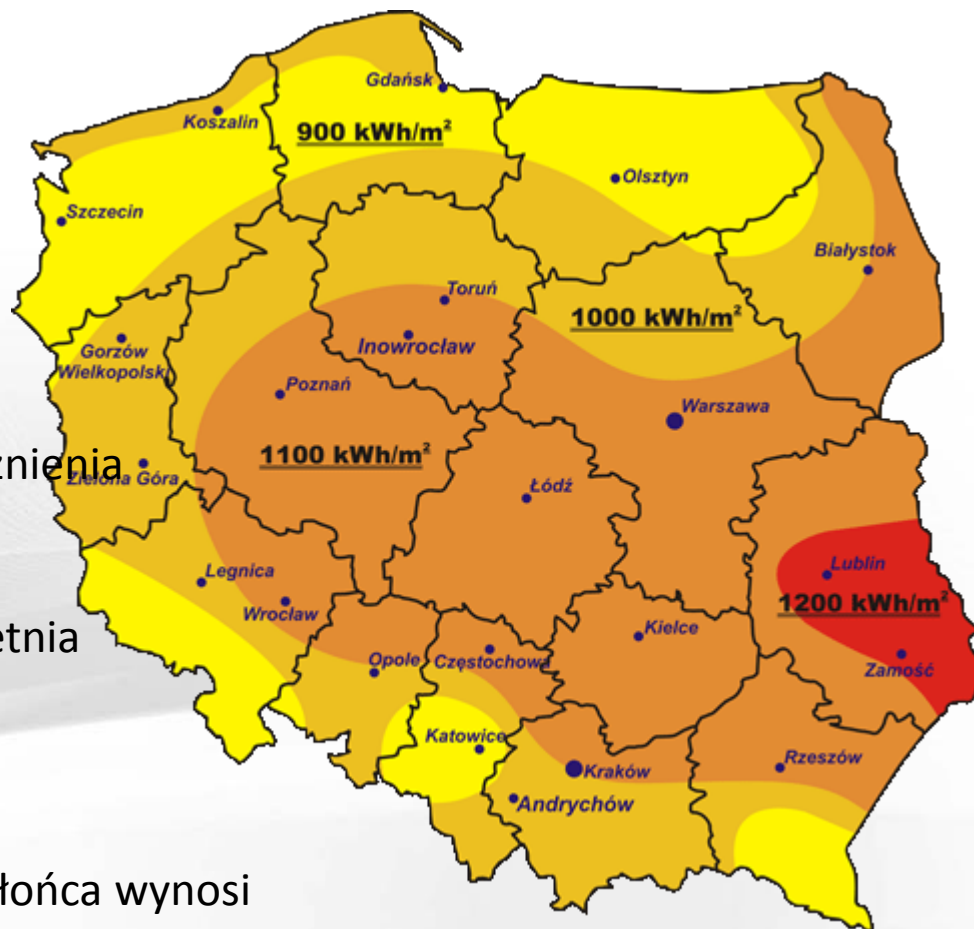 Gdańsk
Koszalin
900 kWh/m²
Olsztyn
Szczecin
Białystok
Toruń
1000 kWh/m²
Inowrocław
Gorzów
Wielkopolski
Poznań
Warszawa
1100 kWh/m²
znienia
Zielona Góra
Łódź
Lublin
Legnica
1200 kWh/m²
Wrocław
Kielce
etnia
Opole
Częstochowa
Zamość
Katowice
Rzeszów
Kraków
Andrychów
łońca wynosi